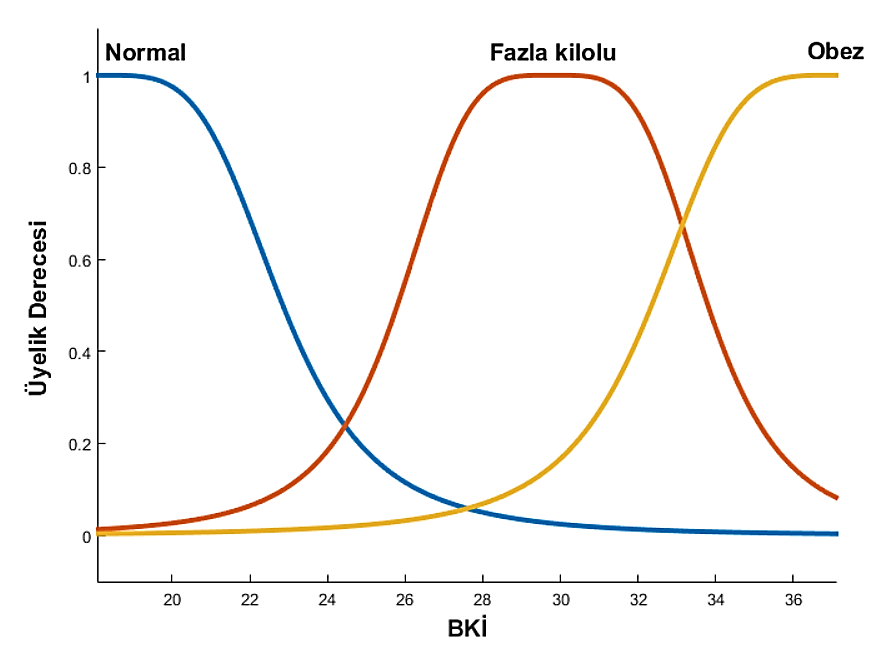 Normal
Fazla kilolu
Obez
1
0.8
0.6
0.4
0.2
0
Üyelik Derecesi
20 22 24 26 28 30 32 34 36
BKİ